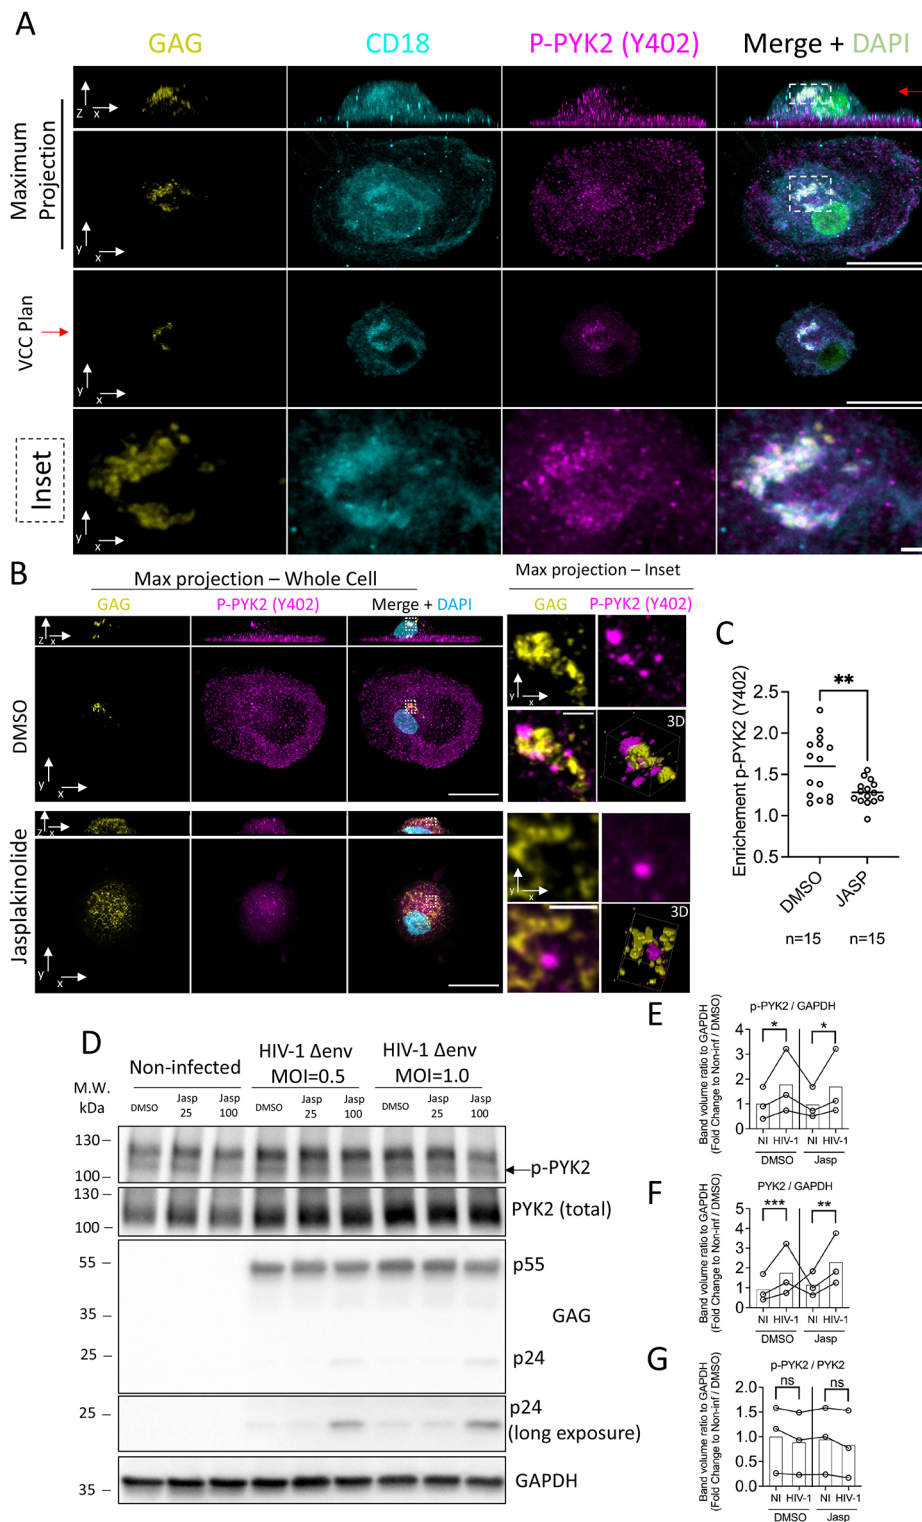 A
GAG CD18 P-PYK2 (Y402) Merge + DAPI
Maximum
Projection
z x
y x
VCC Plan
y x
Inset
y x
B
Max projection – Whole Cell
Max projection – Inset
GAG P-PYK2 (Y402) Merge + DAPI
GAG P-PYK2 (Y402)
DMSO
z x
y x
y x
3D
Jasplakinolide
z x
y x
y x
3D
C
Enrichement p-PYK2 (Y402)
2.5
2.0
1.5
1.0
0.5
**
DMSO JASP
n=15 n=15
D
Non-infected
HIV-1 Δenv
MOI=0.5
HIV-1 Δenv
MOI=1.0
M.W.
kDa
DMSO Jasp 25 Jasp 100 DMSO Jasp 25 Jasp 100 DMSO Jasp 25 Jasp 100
130
100
p-PYK2
130
100
PYK2 (total)
55
35
25
p55
GAG
p24
25
p24
(long exposure)
35
GAPDH
E
p-PYK2 / GAPDH
Band volume ratio to GAPDH
(Fold Change to Non-inf / DMSO)
4
3
2
1
0
* *
NI HIV-1 NI HIV-1
DMSO Jasp
F
PYK2 / GAPDH
Band volume ratio to GAPDH
(Fold Change to Non-inf / DMSO)
5
4
3
2
1
0
*** **
NI HIV-1 NI HIV-1
DMSO Jasp
G
p-PYK2 / PYK2
Band volume ratio to GAPDH
(Fold Change to Non-inf / DMSO)
2.0
1.5
1.0
0.5
0.0
ns ns
NI HIV-1 NI HIV-1
DMSO Jasp